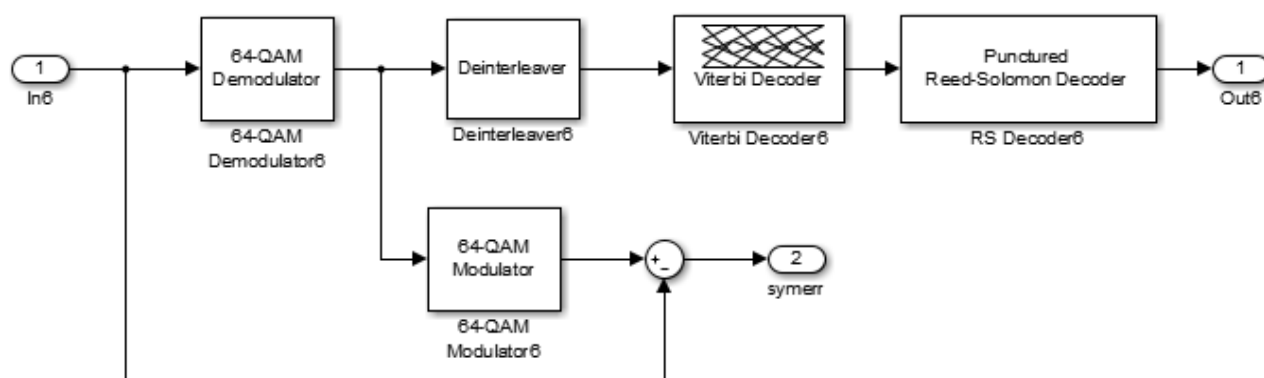 1
In6
64-QAM
Demodulator
64-QAM
Demodulator6
Deinterleaver
Deinterleaver6
Viterbi Decoder
Viterbi Decoder6
Punctured
Reed-Solomon Decoder
RS Decoder6
1
Out6
64-QAM
Modulator
64-QAM
Modulator6
+
−
2
symerr